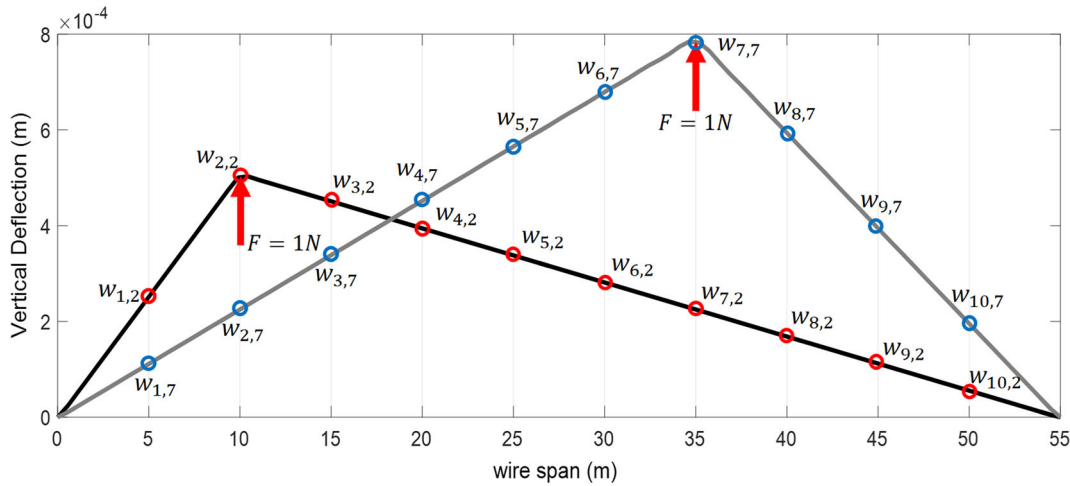 ×10⁻⁴
8
6
4
2
0
Vertical Deflection (m)
w₁,₂
w₂,₂
w₃,₂
w₄,₂
w₅,₂
w₆,₂
w₇,₂
w₈,₂
w₉,₂
w₁₀,₂
F = 1N
w₁,₇
w₂,₇
w₃,₇
w₄,₇
w₅,₇
w₆,₇
w₇,₇
w₈,₇
w₉,₇
w₁₀,₇
F = 1N
0 5 10 15 20 25 30 35 40 45 50 55
wire span (m)